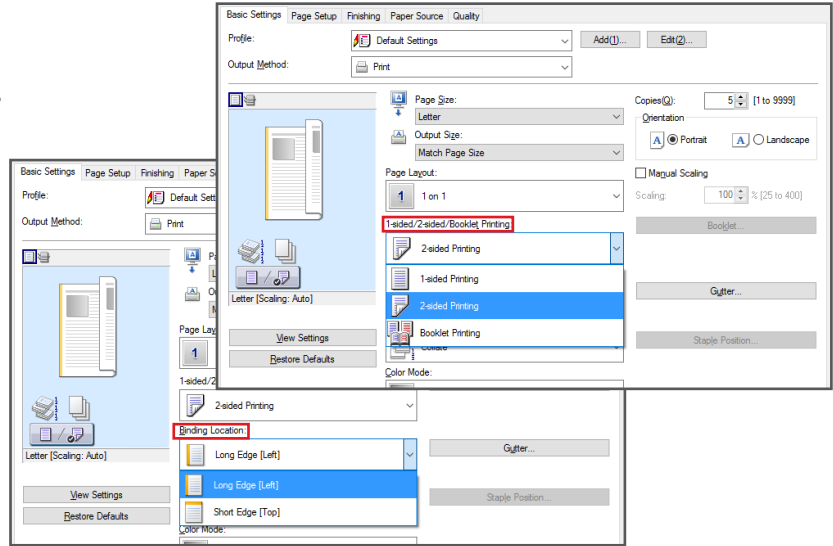 Basic Settings Page Setup Finishing Paper Source Quality
Profile: Default Settings Add(1)... Edit(2)...
Output Method: Print
Page Size: Copies(Q): 5 [1 to 9999]
Letter Orientation
Output Size: A Portrait A Landscape
Match Page Size
Page Layout: Manual Scaling
1 1 on 1 Scaling: 100 % [25 to 400]
1-sided/2-sided/Booklet Printing: Booklet...
2-sided Printing
1-sided Printing
Letter [Scaling: Auto] 2-sided Printing Gutter...
View Settings Booklet Printing Staple Position...
Restore Defaults Collate
Color Mode:
Basic Settings Page Setup Finishing Paper S
Profile: Default Sett
Output Method: Print
Page Lay
1
1-sided/2
2-sided Printing
Binding Location:
Letter [Scaling: Auto] Long Edge [Left] Gutter...
View Settings Long Edge [Left] Staple Position...
Restore Defaults Short Edge [Top]
Color Mode: